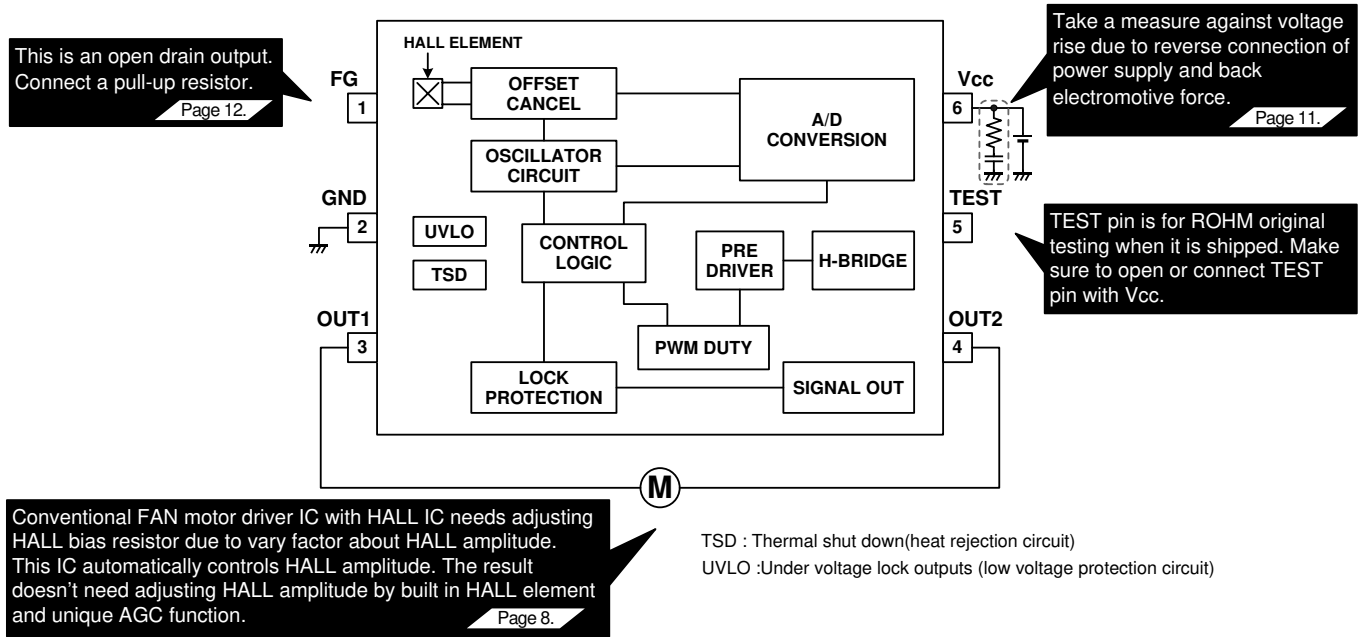 This is an open drain output.
Connect a pull-up resistor.
Page 12.
HALL ELEMENT
FG
1
OFFSET
CANCEL
A/D
CONVERSION
Vcc
6
Take a measure against voltage
rise due to reverse connection of
power supply and back
electromotive force.
Page 11.
OSCILLATOR
CIRCUIT
GND
2
UVLO
TSD
CONTROL
LOGIC
PRE
DRIVER
H-BRIDGE
TEST
5
TEST pin is for ROHM original
testing when it is shipped. Make
sure to open or connect TEST
pin with Vcc.
OUT1
3
PWM DUTY
OUT2
4
LOCK
PROTECTION
SIGNAL OUT
M
Conventional FAN motor driver IC with HALL IC needs adjusting
HALL bias resistor due to vary factor about HALL amplitude.
This IC automatically controls HALL amplitude. The result
doesn't need adjusting HALL amplitude by built in HALL element
and unique AGC function.
Page 8.
TSD : Thermal shut down(heat rejection circuit)
UVLO :Under voltage lock outputs (low voltage protection circuit)